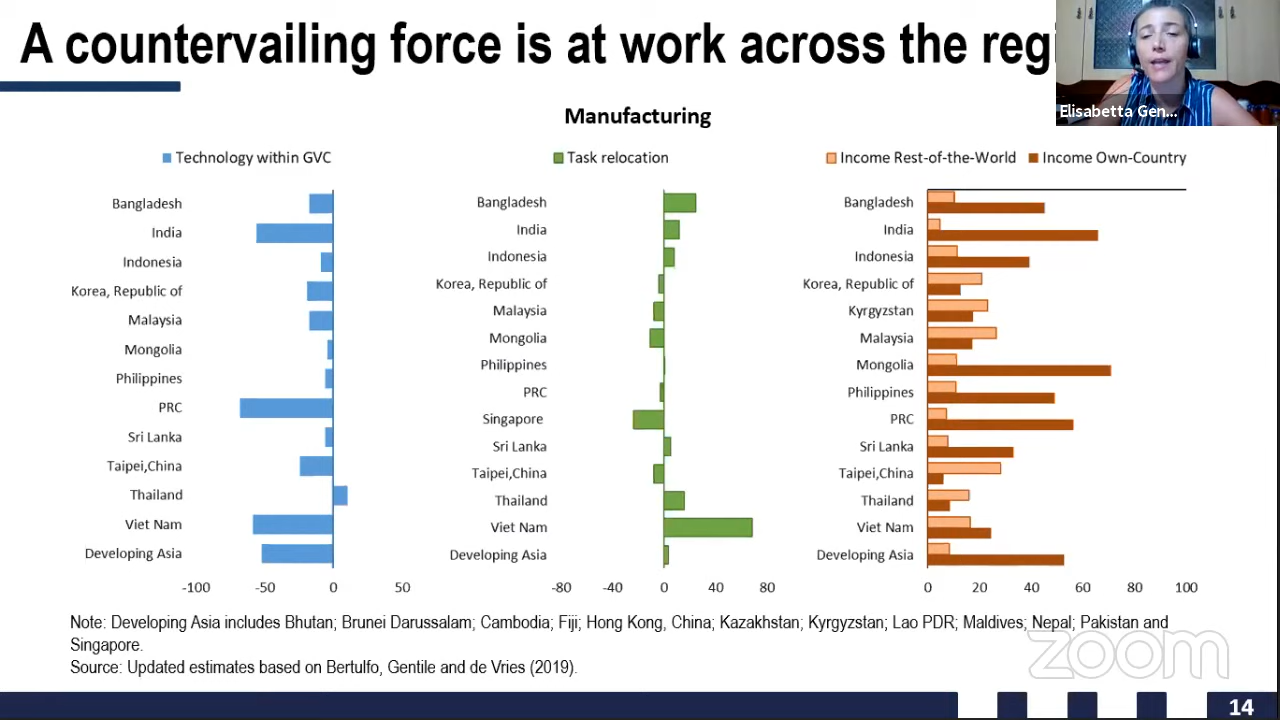 A countervailing force is at work across the regi
Elisabetta Gen...
Manufacturing
Technology within GVC
Bangladesh
India
Indonesia
Korea, Republic of
Malaysia
Mongolia
Philippines
PRC
Sri Lanka
Taipei,China
Thailand
Viet Nam
Developing Asia
-100 -50 0 50
Task relocation
Bangladesh
India
Indonesia
Korea, Republic of
Malaysia
Mongolia
Philippines
PRC
Singapore
Sri Lanka
Taipei,China
Thailand
Viet Nam
Developing Asia
-80 -40 0 40 80
Income Rest-of-the-World Income Own-Country
Bangladesh
India
Indonesia
Korea, Republic of
Kyrgyzstan
Malaysia
Mongolia
Philippines
PRC
Sri Lanka
Taipei,China
Thailand
Viet Nam
Developing Asia
0 20 40 60 80 100
Note: Developing Asia includes Bhutan; Brunei Darussalam; Cambodia; Fiji; Hong Kong, China; Kazakhstan; Kyrgyzstan; Lao PDR; Maldives; Nepal; Pakistan and
Singapore.
Source: Updated estimates based on Bertulfo, Gentile and de Vries (2019).
zoom
14